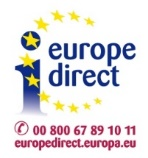 europe
direct
✆ 00 800 67 89 10 11
europedirect.europa.eu